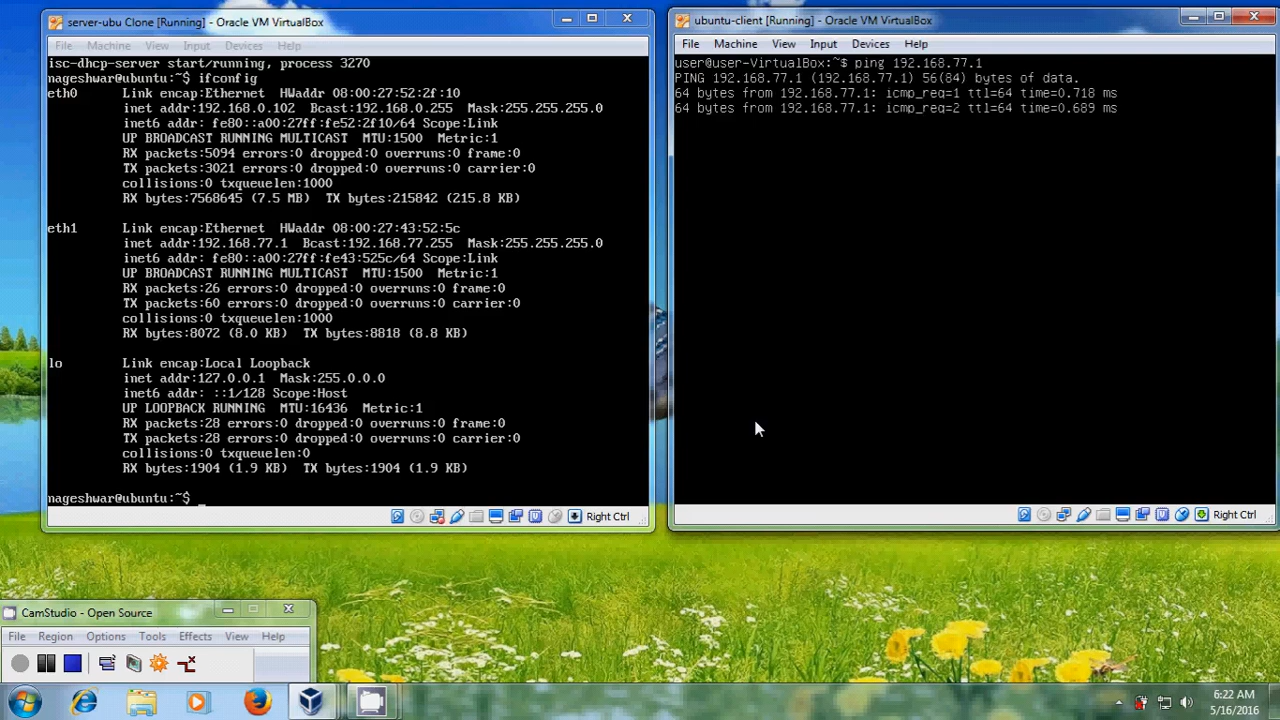 server-ubu Clone [Running] - Oracle VM VirtualBox
File Machine View Input Devices Help
isc-dhcp-server start/running, process 3270
nageshwar@ubuntu:~$ ifconfig
eth0 Link encap:Ethernet HWaddr 08:00:27:52:2f:10
inet addr:192.168.0.102 Bcast:192.168.0.255 Mask:255.255.255.0
inet6 addr: fe80::a00:27ff:fe52:2f10/64 Scope:Link
UP BROADCAST RUNNING MULTICAST MTU:1500 Metric:1
RX packets:5094 errors:0 dropped:0 overruns:0 frame:0
TX packets:3021 errors:0 dropped:0 overruns:0 carrier:0
collisions:0 txqueuelen:1000
RX bytes:7568645 (7.5 MB) TX bytes:215842 (215.8 KB)
eth1 Link encap:Ethernet HWaddr 08:00:27:43:52:5c
inet addr:192.168.77.1 Bcast:192.168.77.255 Mask:255.255.255.0
inet6 addr: fe80::a00:27ff:fe43:525c/64 Scope:Link
UP BROADCAST RUNNING MULTICAST MTU:1500 Metric:1
RX packets:26 errors:0 dropped:0 overruns:0 frame:0
TX packets:60 errors:0 dropped:0 overruns:0 carrier:0
collisions:0 txqueuelen:1000
RX bytes:8072 (8.0 KB) TX bytes:8818 (8.8 KB)
lo Link encap:Local Loopback
inet addr:127.0.0.1 Mask:255.0.0.0
inet6 addr: ::1/128 Scope:Host
UP LOOPBACK RUNNING MTU:16436 Metric:1
RX packets:28 errors:0 dropped:0 overruns:0 frame:0
TX packets:28 errors:0 dropped:0 overruns:0 carrier:0
collisions:0 txqueuelen:0
RX bytes:1904 (1.9 KB) TX bytes:1904 (1.9 KB)
nageshwar@ubuntu:~$ _
Right Ctrl
ubuntu-client [Running] - Oracle VM VirtualBox
File Machine View Input Devices Help
user@user-VirtualBox:~$ ping 192.168.77.1
PING 192.168.77.1 (192.168.77.1) 56(84) bytes of data.
64 bytes from 192.168.77.1: icmp_req=1 ttl=64 time=0.718 ms
64 bytes from 192.168.77.1: icmp_req=2 ttl=64 time=0.689 ms
Right Ctrl
CamStudio - Open Source
File Region Options Tools Effects View Help
6:22 AM
5/16/2016